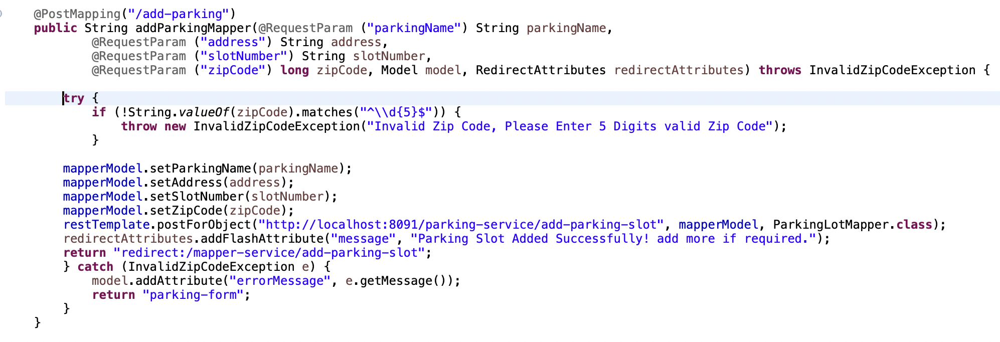 @PostMapping("/add-parking")
public String addParkingMapper(@RequestParam ("parkingName") String parkingName,
@RequestParam ("address") String address,
@RequestParam ("slotNumber") String slotNumber,
@RequestParam ("zipCode") long zipCode, Model model, RedirectAttributes redirectAttributes) throws InvalidZipCodeException {
try {
if (!String.valueOf(zipCode).matches("^\\d{5}$")) {
throw new InvalidZipCodeException("Invalid Zip Code, Please Enter 5 Digits valid Zip Code");
}
mapperModel.setParkingName(parkingName);
mapperModel.setAddress(address);
mapperModel.setSlotNumber(slotNumber);
mapperModel.setZipCode(zipCode);
restTemplate.postForObject("http://localhost:8091/parking-service/add-parking-slot", mapperModel, ParkingLotMapper.class);
redirectAttributes.addFlashAttribute("message", "Parking Slot Added Successfully! add more if required.");
return "redirect:/mapper-service/add-parking-slot";
} catch (InvalidZipCodeException e) {
model.addAttribute("errorMessage", e.getMessage());
return "parking-form";
}
}